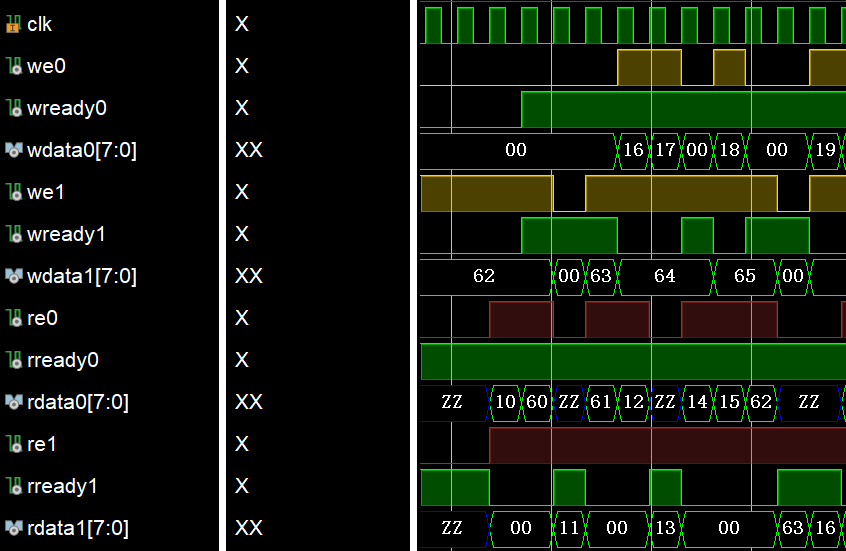 clk X
we0 X
wready0 X
wdata0[7:0] XX 00 16 17 00 18 00 19
we1 X
wready1 X
wdata1[7:0] XX 62 00 63 64 65 00
re0 X
rready0 X
rdata0[7:0] XX ZZ 10 60 ZZ 61 12 ZZ 14 15 62 ZZ
re1 X
rready1 X
rdata1[7:0] XX ZZ 00 11 00 13 00 63 16